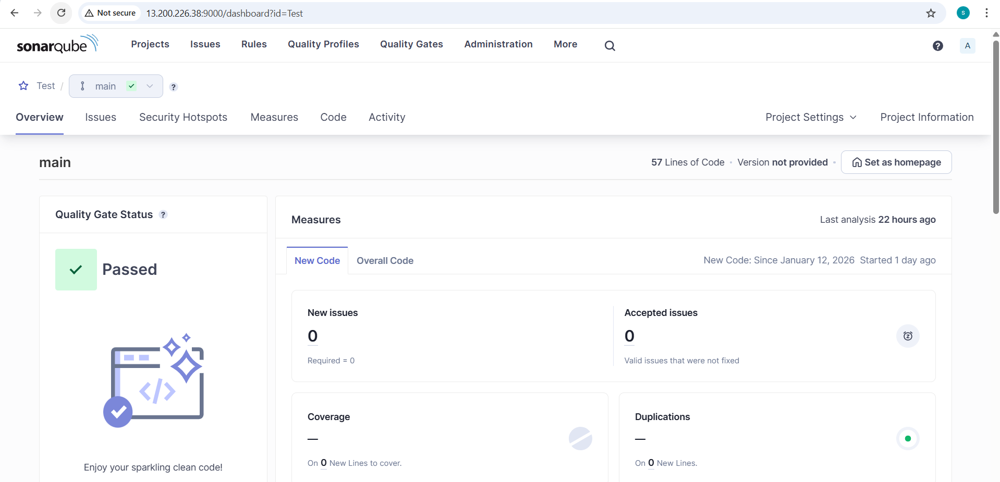 Not secure 13.200.226.38:9000/dashboard?id=Test
S
sonarqube Projects Issues Rules Quality Profiles Quality Gates Administration More ? A
Test / main ?
Overview Issues Security Hotspots Measures Code Activity Project Settings Project Information
main 57 Lines of Code • Version not provided • Set as homepage
Quality Gate Status ?
Passed
Enjoy your sparkling clean code!
Measures Last analysis 22 hours ago
New Code Overall Code New Code: Since January 12, 2026 Started 1 day ago
New issues
0
Required = 0
Accepted issues
0
Valid issues that were not fixed
Coverage
—
On 0 New Lines to cover.
Duplications
—
On 0 New Lines.